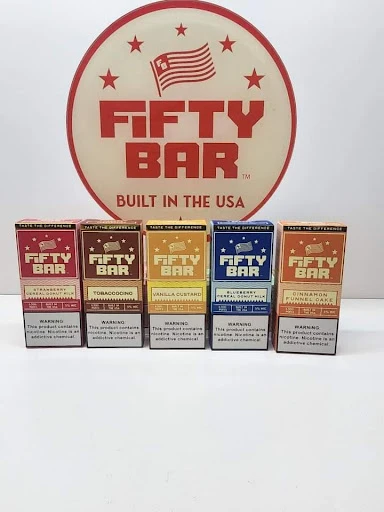 FiFTY
BAR
TM
BUILT IN THE USA
TASTE THE DIFFERENCE
FiFTY
BAR
STRAWBERRY
CEREAL DONUT MILK
WARNING:
This product contains
nicotine. Nicotine is an
addictive chemical.
TASTE THE DIFFERENCE
FiFTY
BAR
TOBACCOCINO
WARNING:
This product contains
nicotine. Nicotine is an
addictive chemical.
TASTE THE DIFFERENCE
FiFTY
BAR
VANILLA CUSTARD
WARNING:
This product contains
nicotine. Nicotine is an
addictive chemical.
TASTE THE DIFFERENCE
FiFTY
BAR
BLUEBERRY
CEREAL DONUT MILK
WARNING:
This product contains
nicotine. Nicotine is an
addictive chemical.
TASTE THE DIFFERENCE
FiFTY
BAR
CINNAMON
FUNNEL CAKE
WARNING:
This product contains
nicotine. Nicotine is an
addictive chemical.